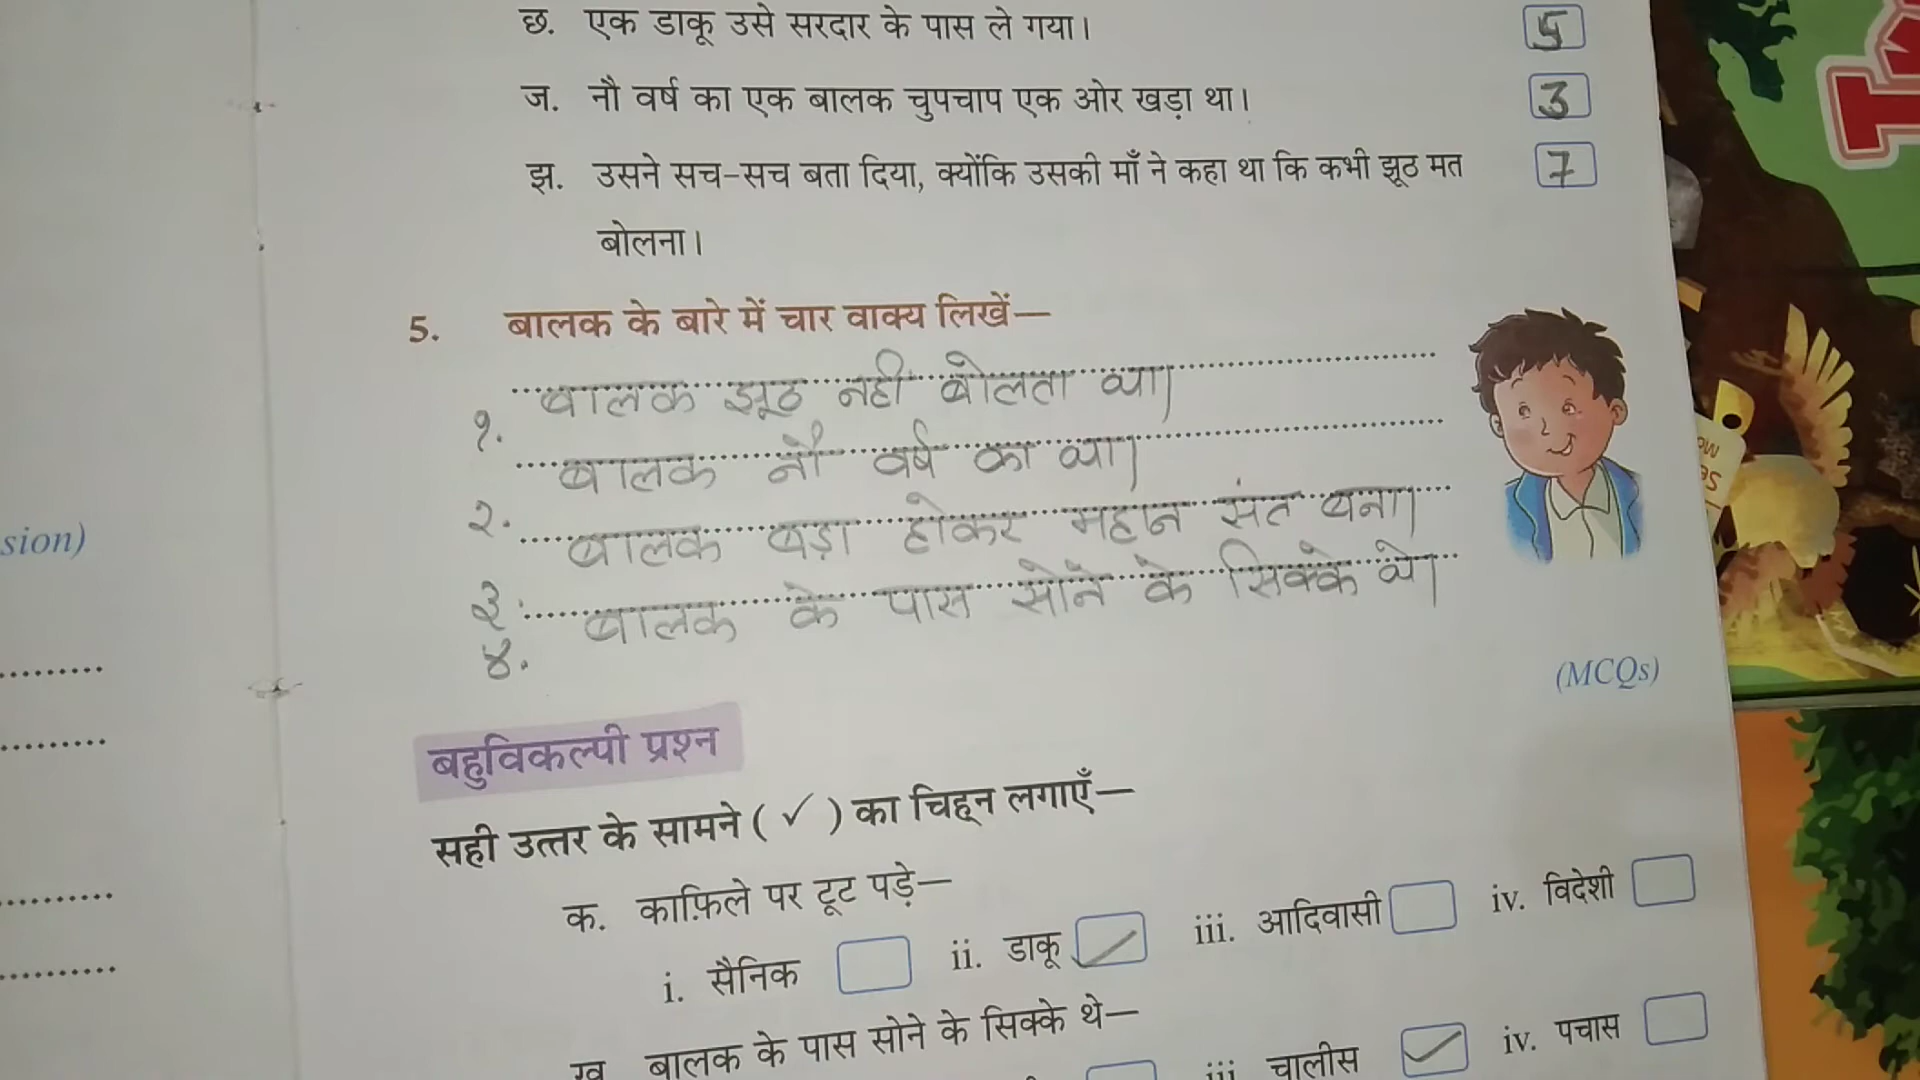 छ. एक डाकू उसे सरदार के पास ले गया। 5
ज. नौ वर्ष का एक बालक चुपचाप एक ओर खड़ा था। 3
झ. उसने सच-सच बता दिया, क्योंकि उसकी माँ ने कहा था कि कभी झूठ मत 7
बोलना।
5. बालक के बारे में चार वाक्य लिखें—
१. बालक झूठ नही बोलता था।
२. बालक नौ वर्ष का था।
३. बालक बड़ा होकर महान संत बना।
४. बालक के पास सोने के सिक्के थे।
sion)
(MCQs)
बहुविकल्पी प्रश्न
सही उत्तर के सामने ( ✓ ) का चिह्न लगाएँ—
क. काफ़िले पर टूट पड़े—
i. सैनिक ii. डाकू iii. आदिवासी iv. विदेशी
ख बालक के पास सोने के सिक्के थे—
iii चालीस iv. पचास